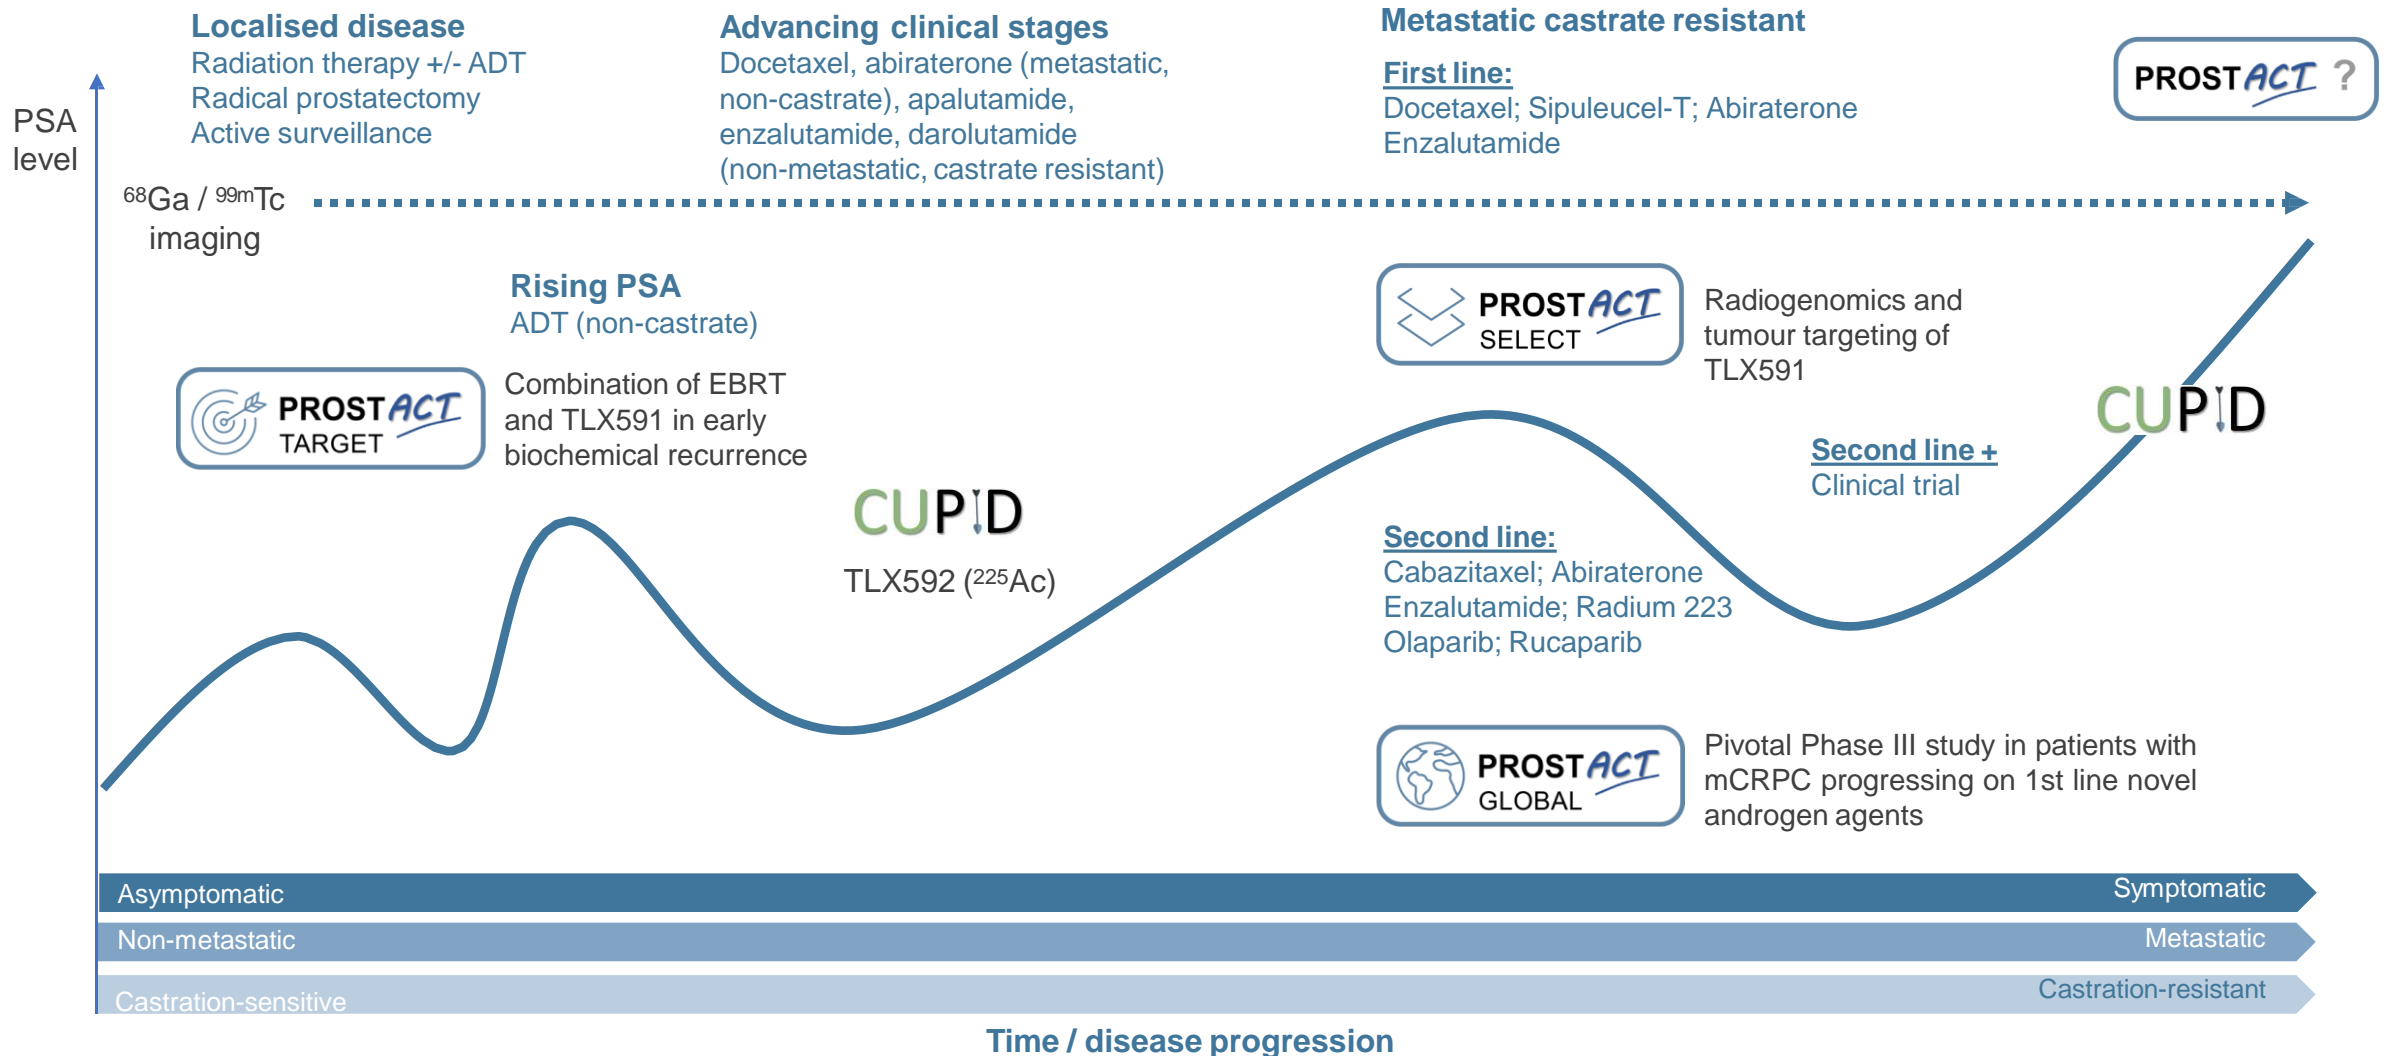 Localised disease
Radiation therapy +/- ADT
Radical prostatectomy
Active surveillance
Advancing clinical stages
Docetaxel, abiraterone (metastatic,
non-castrate), apalutamide,
enzalutamide, darolutamide
(non-metastatic, castrate resistant)
Metastatic castrate resistant
First line:
Docetaxel; Sipuleucel-T; Abiraterone
Enzalutamide
PROSTACT ?
PSA
level
⁶⁸Ga / ⁹⁹ᵐTc
imaging
Rising PSA
ADT (non-castrate)
PROSTACT
TARGET
Combination of EBRT
and TLX591 in early
biochemical recurrence
PROSTACT
SELECT
Radiogenomics and
tumour targeting of
TLX591
CUPID
TLX592 (²²⁵Ac)
CUPID
Second line +
Clinical trial
Second line:
Cabazitaxel; Abiraterone
Enzalutamide; Radium 223
Olaparib; Rucaparib
PROSTACT
GLOBAL
Pivotal Phase III study in patients with
mCRPC progressing on 1st line novel
androgen agents
Asymptomatic
Symptomatic
Non-metastatic
Metastatic
Castration-sensitive
Castration-resistant
Time / disease progression